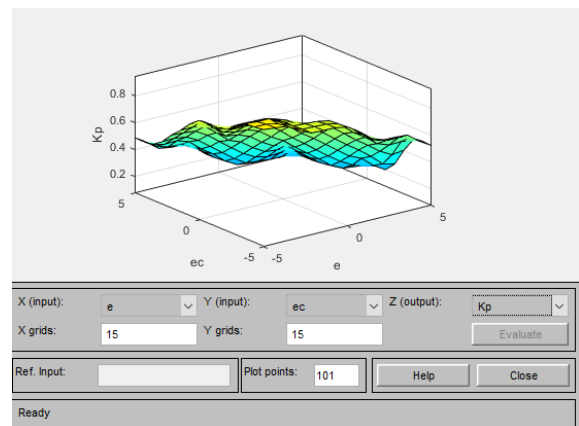 0.8
0.6
0.4
0.2
Kp
5
0
-5
ec
-5
0
5
e
X (input): e Y (input): ec Z (output): Kp
X grids: 15 Y grids: 15 Evaluate
Ref. Input: Plot points: 101 Help Close
Ready